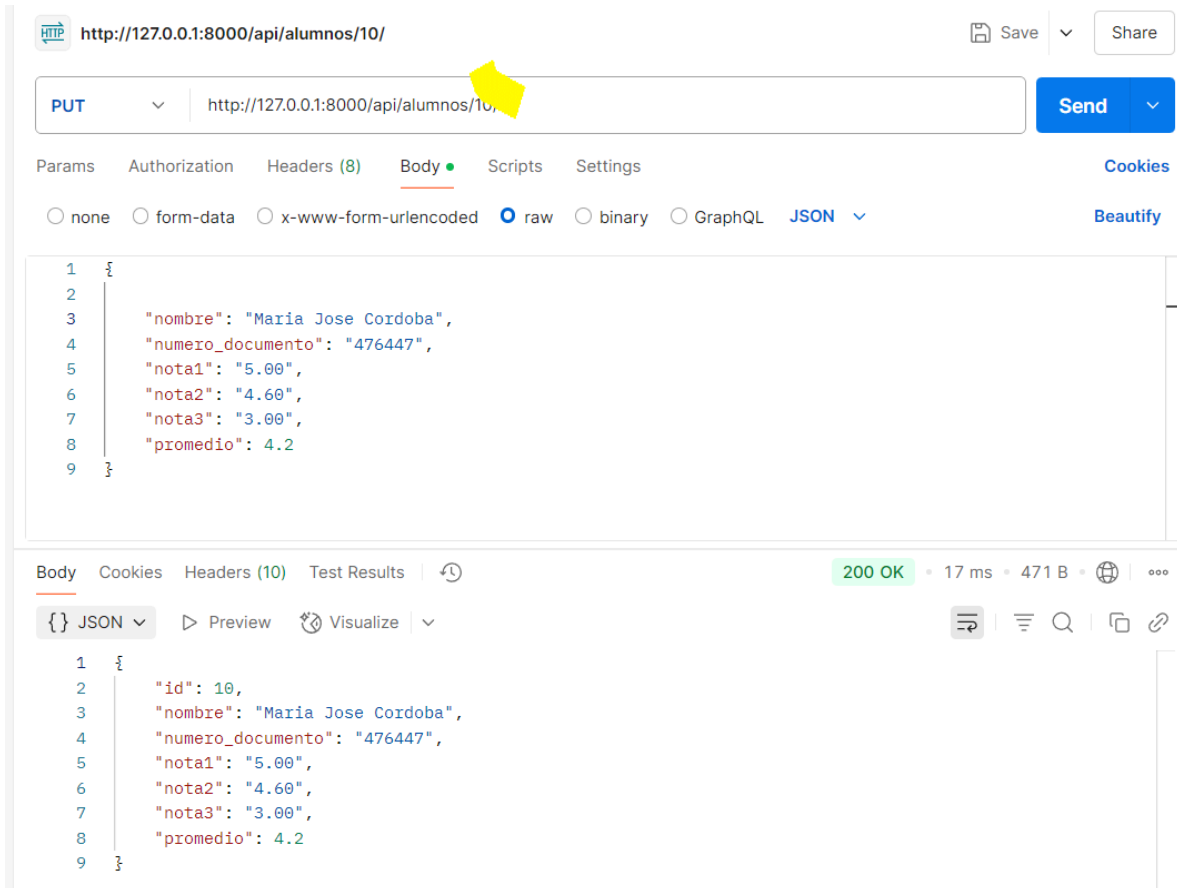 HTTP http://127.0.0.1:8000/api/alumnos/10/ Save Share
PUT http://127.0.0.1:8000/api/alumnos/10/ Send
Params Authorization Headers (8) Body Scripts Settings Cookies
none form-data x-www-form-urlencoded raw binary GraphQL JSON Beautify
1 {
2
3 "nombre": "Maria Jose Cordoba",
4 "numero_documento": "476447",
5 "nota1": "5.00",
6 "nota2": "4.60",
7 "nota3": "3.00",
8 "promedio": 4.2
9 }
Body Cookies Headers (10) Test Results 200 OK • 17 ms • 471 B •
{} JSON Preview Visualize
1 {
2 "id": 10,
3 "nombre": "Maria Jose Cordoba",
4 "numero_documento": "476447",
5 "nota1": "5.00",
6 "nota2": "4.60",
7 "nota3": "3.00",
8 "promedio": 4.2
9 }